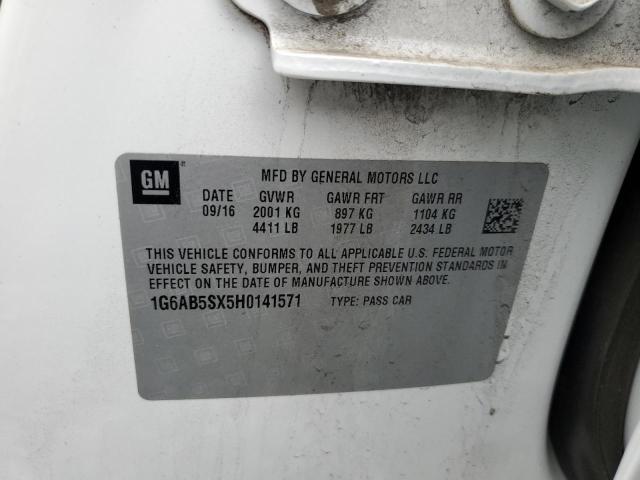 GM
MFD BY GENERAL MOTORS LLC
DATE GVWR GAWR FRT GAWR RR
09/16 2001 KG 897 KG 1104 KG
4411 LB 1977 LB 2434 LB
THIS VEHICLE CONFORMS TO ALL APPLICABLE U.S. FEDERAL MOTOR
VEHICLE SAFETY, BUMPER, AND THEFT PREVENTION STANDARDS IN
EFFECT ON THE DATE OF MANUFACTURE SHOWN ABOVE.
1G6AB5SX5H0141571 TYPE: PASS CAR